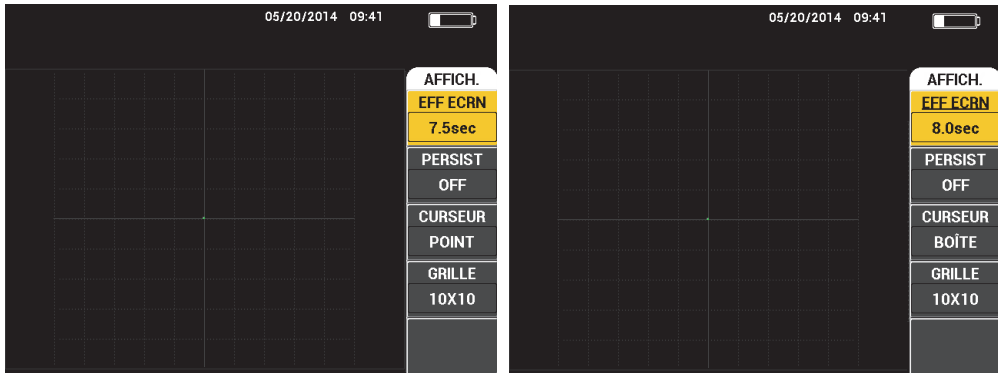 05/20/2014 09:41
AFFICH.
EFF ECRN
7.5sec
PERSIST
OFF
CURSEUR
POINT
GRILLE
10X10
05/20/2014 09:41
AFFICH.
EFF ECRN
8.0sec
PERSIST
OFF
CURSEUR
BOÎTE
GRILLE
10X10